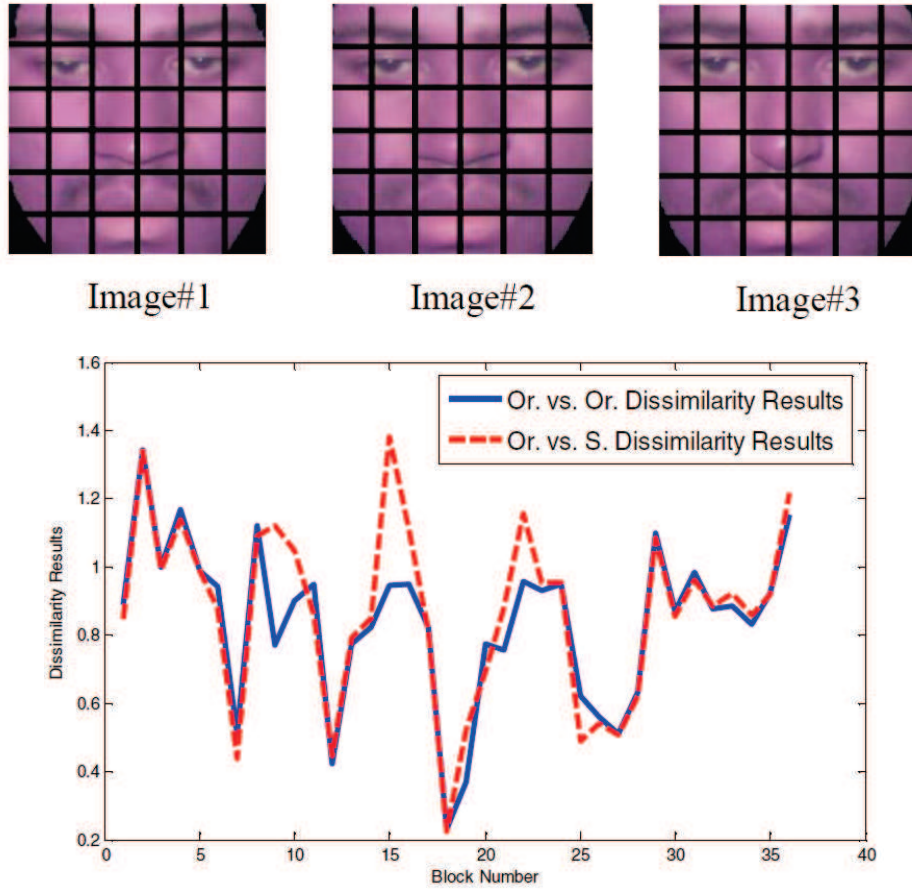 Image#1 Image#2 Image#3
Or. vs. Or. Dissimilarity Results
Or. vs. S. Dissimilarity Results
Dissimilarity Results
1.6
1.4
1.2
1
0.8
0.6
0.4
0.2
0 5 10 15 20 25 30 35 40
Block Number